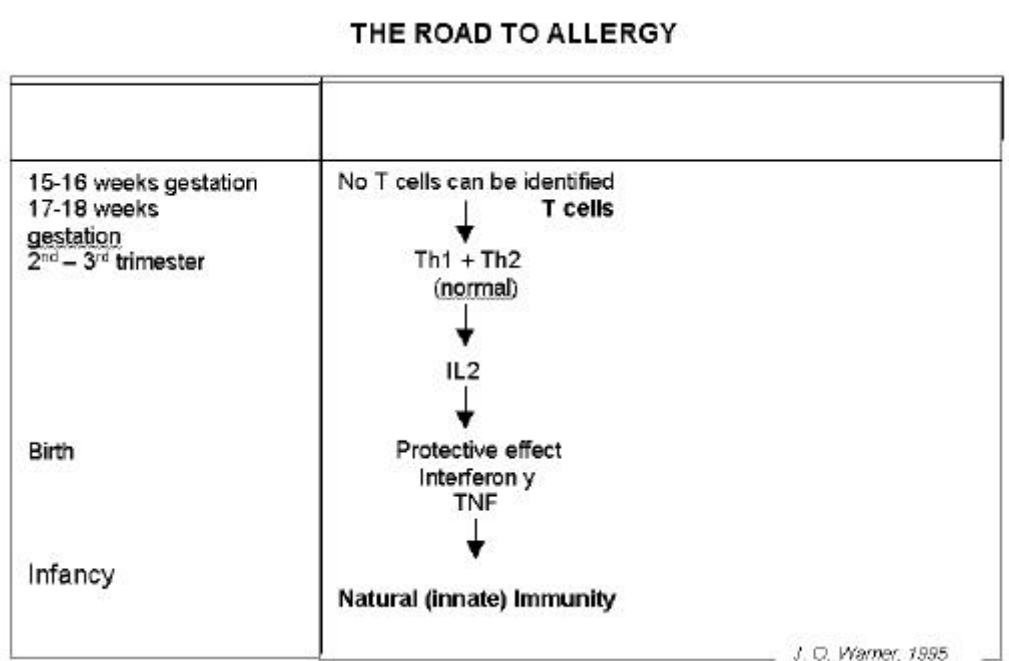 THE ROAD TO ALLERGY
15-16 weeks gestation
17-18 weeks
gestation
2nd – 3rd trimester
Birth
Infancy
No T cells can be identified
T cells
Th1 + Th2
(normal)
IL2
Protective effect
Interferon y
TNF
Natural (innate) Immunity
J. O. Warner, 1995